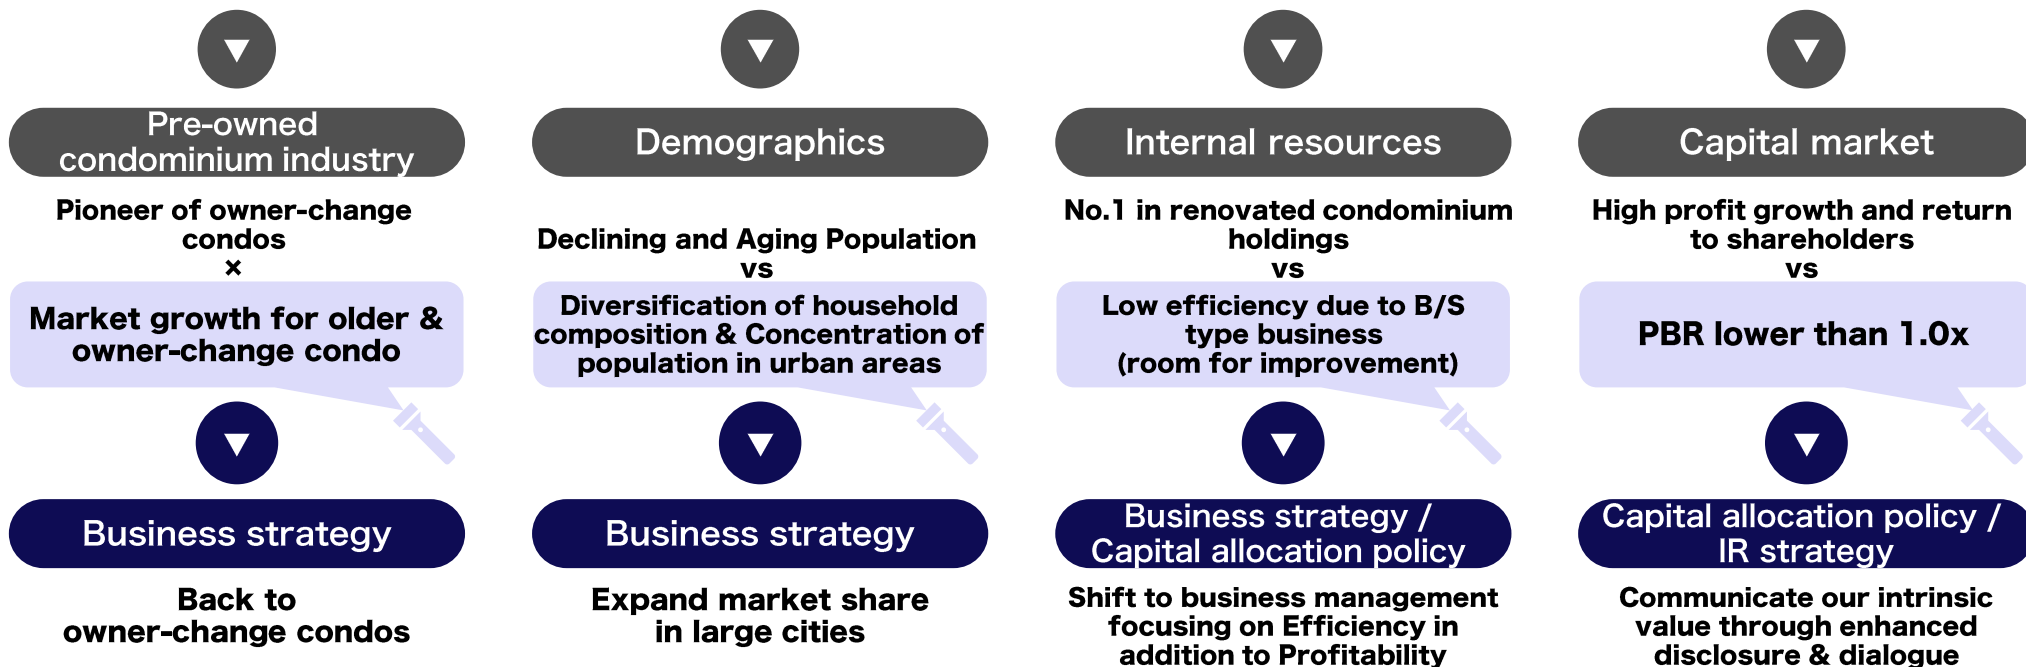 Pre-owned
condominium industry
Pioneer of owner-change
condos
×
Market growth for older &
owner-change condo
Business strategy
Back to
owner-change condos
Demographics
Declining and Aging Population
vs
Diversification of household
composition & Concentration of
population in urban areas
Business strategy
Expand market share
in large cities
Internal resources
No.1 in renovated condominium
holdings
vs
Low efficiency due to B/S
type business
(room for improvement)
Business strategy /
Capital allocation policy
Shift to business management
focusing on Efficiency in
addition to Profitability
Capital market
High profit growth and return
to shareholders
vs
PBR lower than 1.0x
Capital allocation policy /
IR strategy
Communicate our intrinsic
value through enhanced
disclosure & dialogue